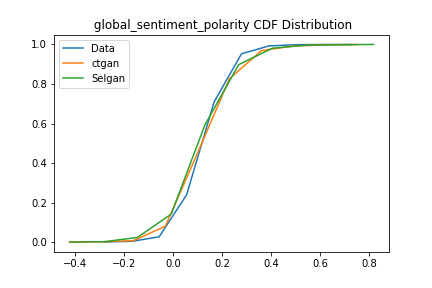 global_sentiment_polarity CDF Distribution
Data
ctgan
Selgan
1.0
0.8
0.6
0.4
0.2
0.0
−0.4 −0.2 0.0 0.2 0.4 0.6 0.8